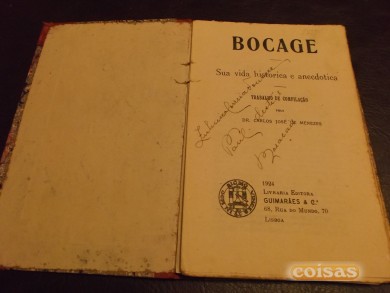 BOCAGE
Sua vida historica e anecdotica
TRABALHO DE COMPILAÇÃO
PELO
DR. CARLOS JOSÉ DE MENEZES
1924
LIVRARIA EDITORA
GUIMARÃES & C.ª
68, RUA DO MUNDO, 70
LISBOA
coisas